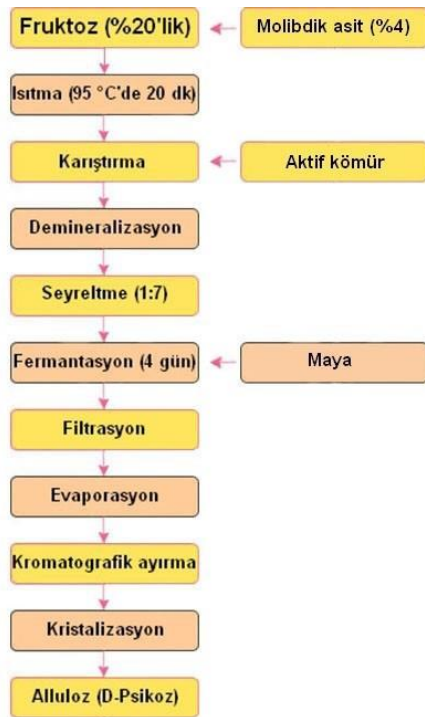 Fruktoz (%20'lik)
Molibdik asit (%4)
Isıtma (95 °C'de 20 dk)
Karıştırma
Aktif kömür
Demineralizasyon
Seyreltme (1:7)
Fermantasyon (4 gün)
Maya
Filtrasyon
Evaporasyon
Kromatografik ayırma
Kristalizasyon
Alluloz (D-Psikoz)